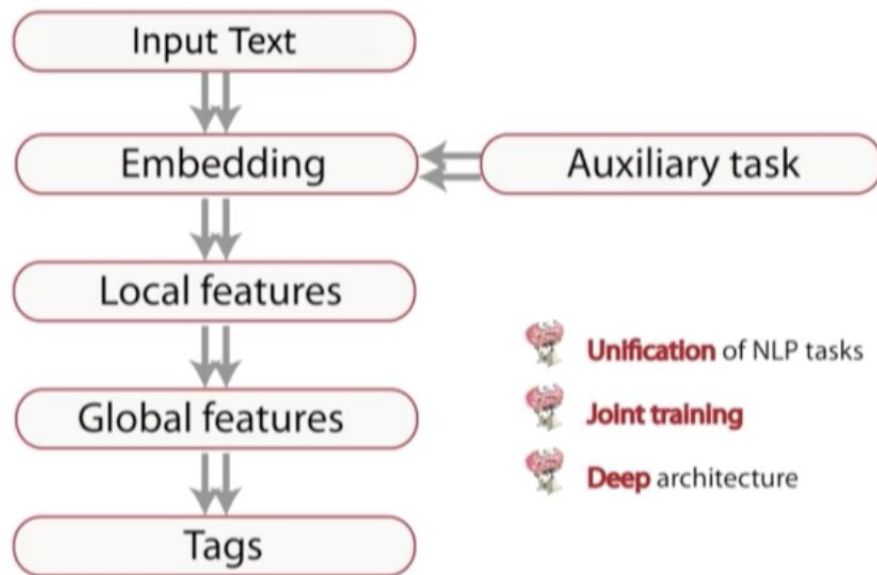 Input Text
Embedding
Auxiliary task
Local features
Global features
Tags
Unification of NLP tasks
Joint training
Deep architecture